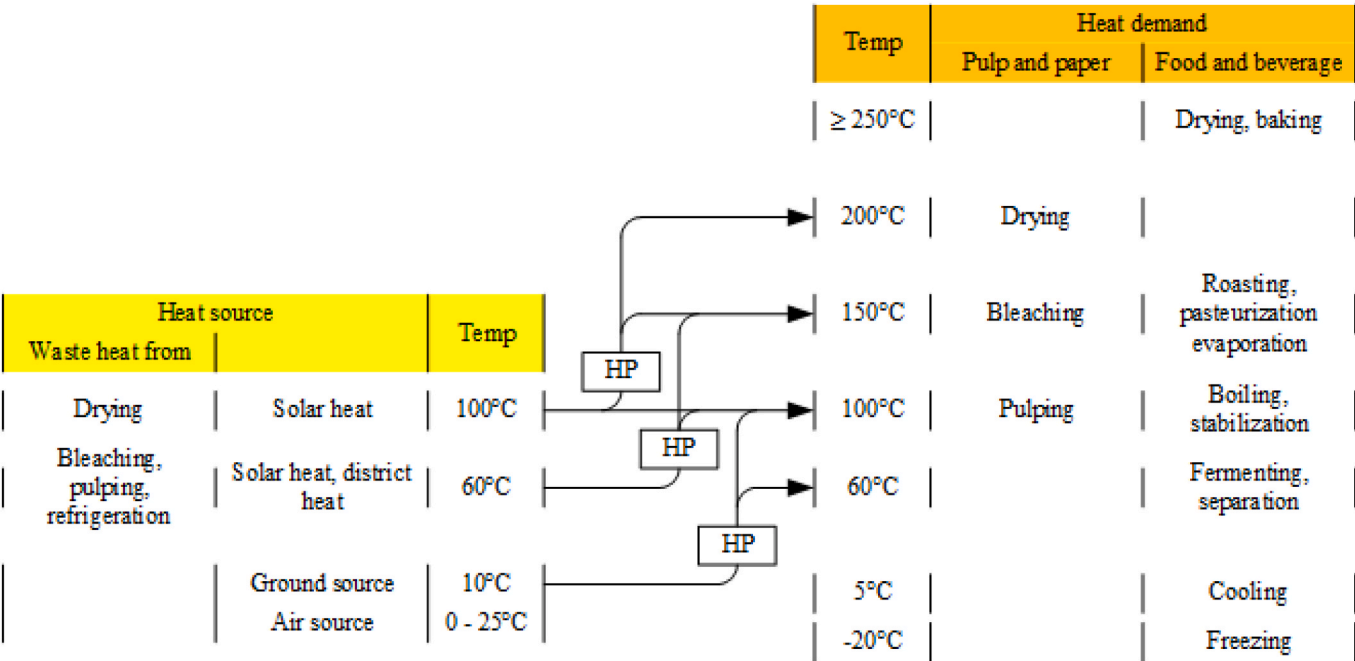 Heat demand
Temp
Pulp and paper
Food and beverage
≥ 250°C
Drying, baking
200°C
Drying
Heat source
Temp
Waste heat from
150°C
Bleaching
Roasting,
pasteurization
evaporation
HP
Drying
Solar heat
100°C
100°C
Pulping
Boiling,
stabilization
HP
Bleaching,
pulping,
refrigeration
Solar heat, district
heat
60°C
60°C
Fermenting,
separation
HP
Ground source
10°C
Air source
0 - 25°C
5°C
Cooling
-20°C
Freezing